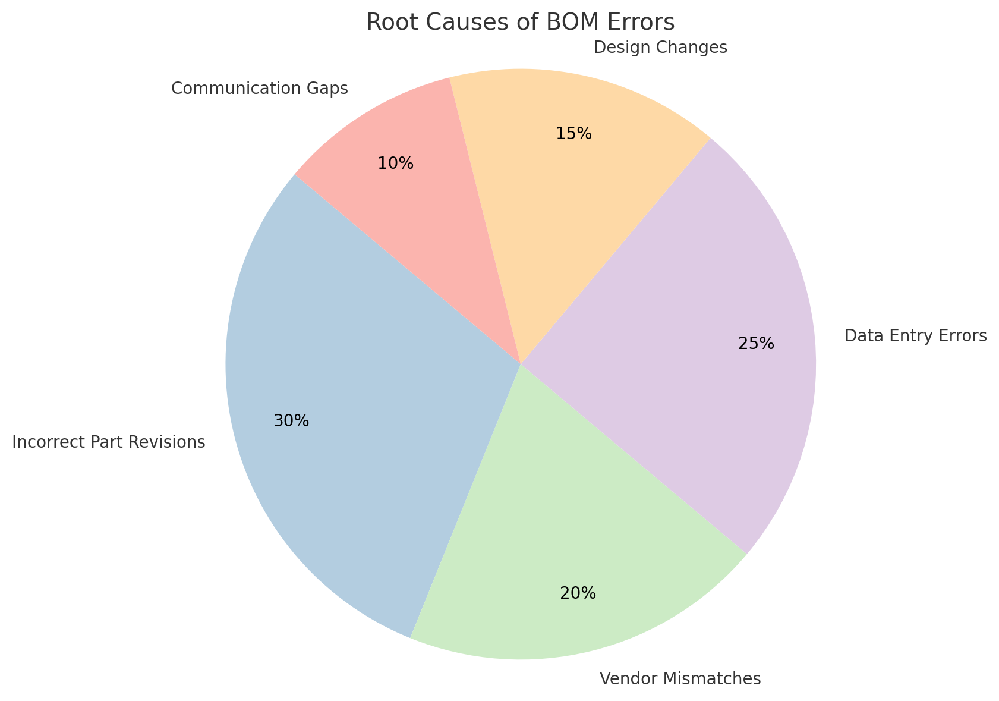 Root Causes of BOM Errors
Design Changes
Communication Gaps
15%
10%
Data Entry Errors
25%
30%
Incorrect Part Revisions
20%
Vendor Mismatches